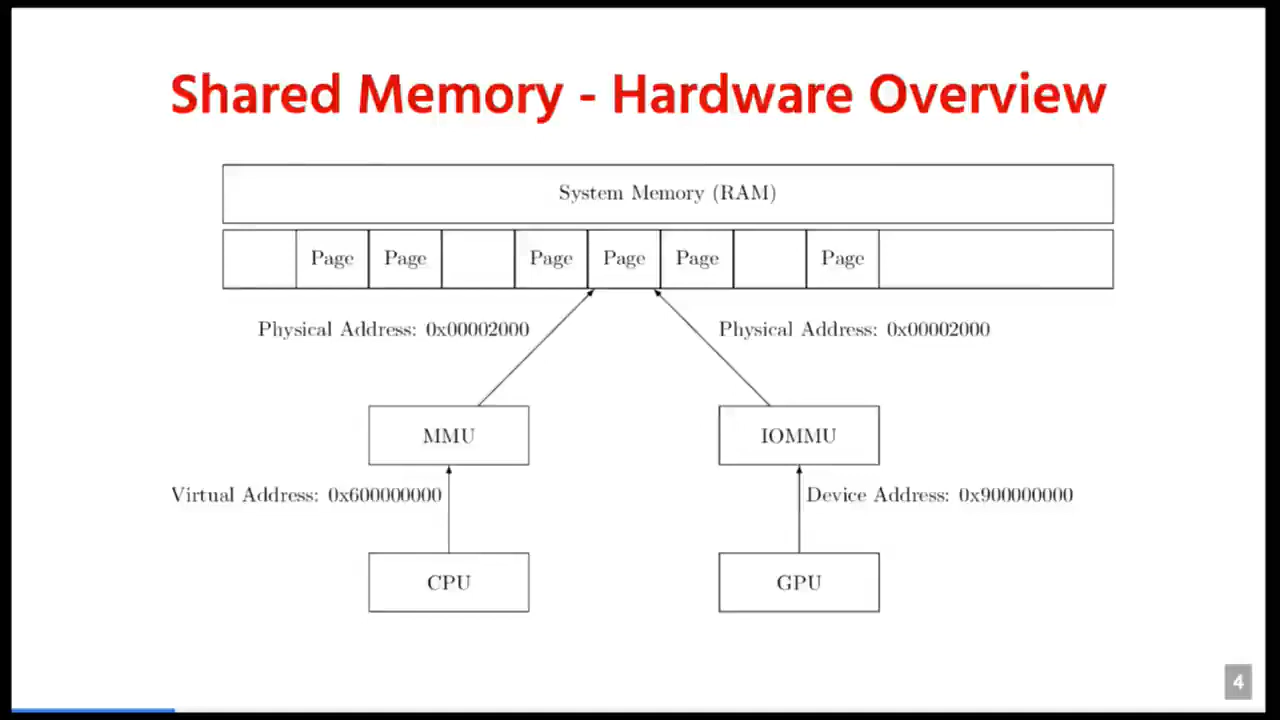 Shared Memory - Hardware Overview
System Memory (RAM)
Page Page Page Page Page Page
Physical Address: 0x00002000 Physical Address: 0x00002000
MMU IOMMU
Virtual Address: 0x600000000 Device Address: 0x900000000
CPU GPU
4